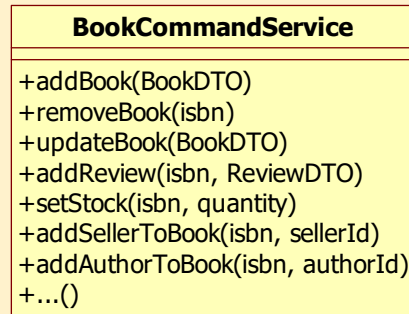 BookCommandService
+addBook(BookDTO)
+removeBook(isbn)
+updateBook(BookDTO)
+addReview(isbn, ReviewDTO)
+setStock(isbn, quantity)
+addSellerToBook(isbn, sellerId)
+addAuthorToBook(isbn, authorId)
+...()